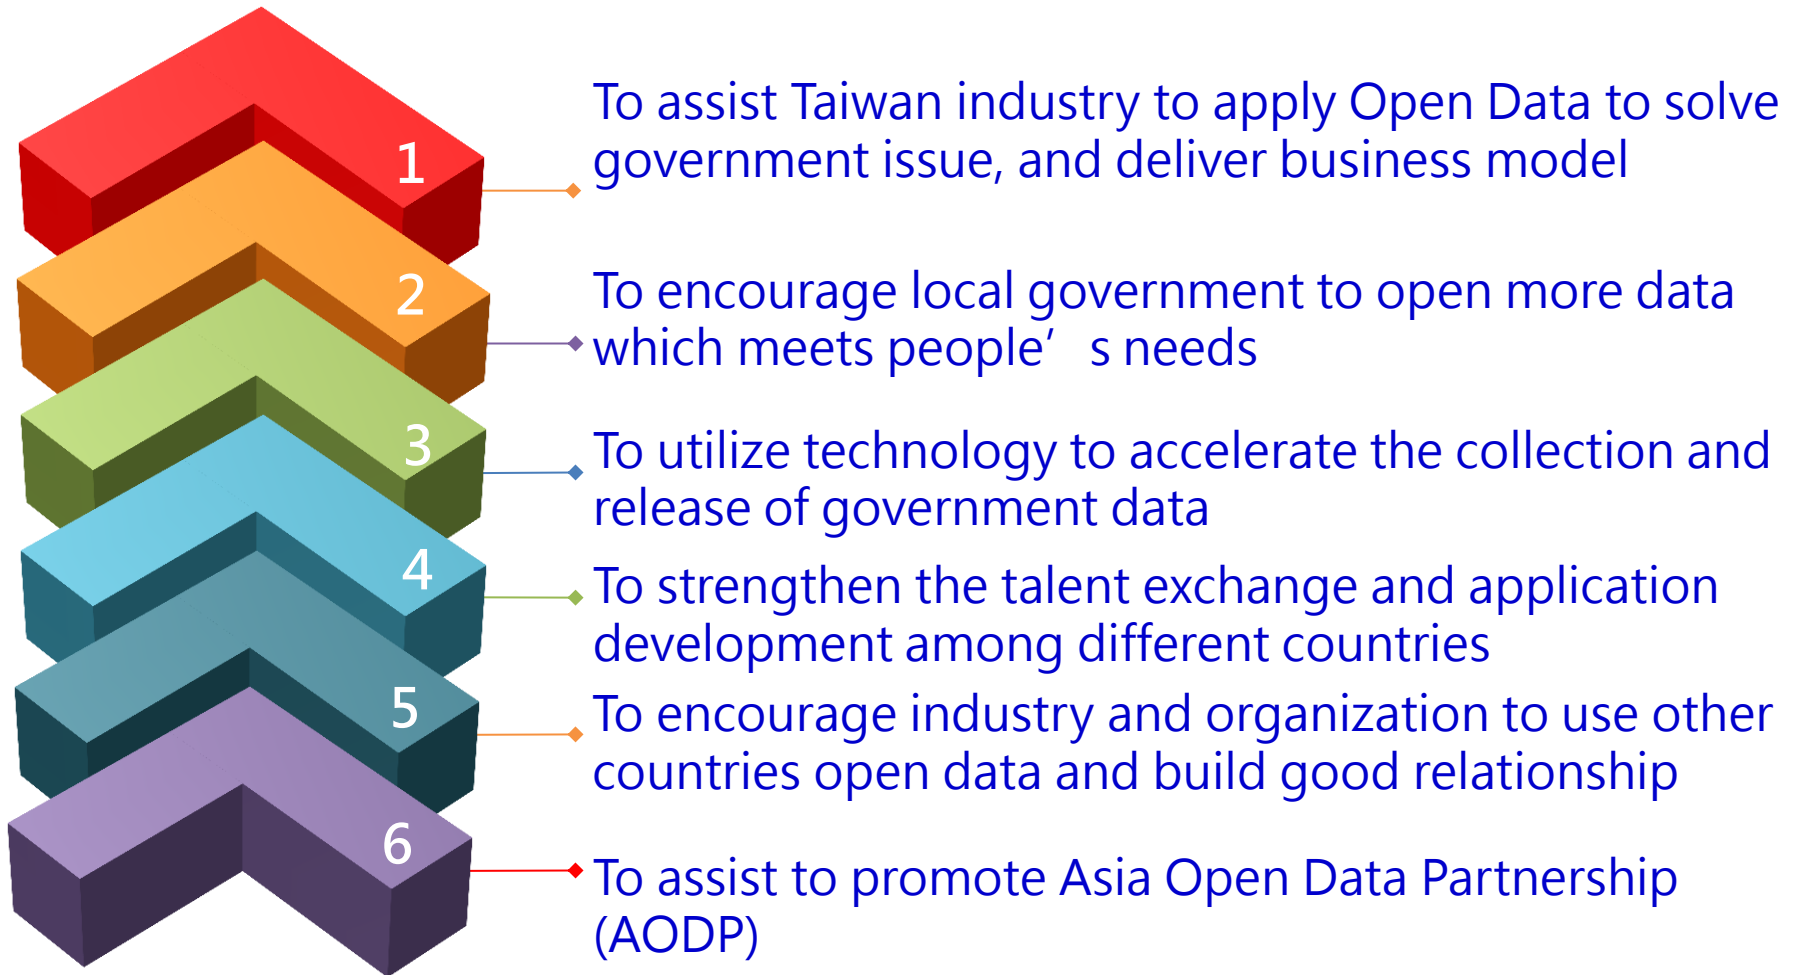 1
To assist Taiwan industry to apply Open Data to solve
government issue, and deliver business model
2
To encourage local government to open more data
which meets people’s needs
3
To utilize technology to accelerate the collection and
release of government data
4
To strengthen the talent exchange and application
development among different countries
5
To encourage industry and organization to use other
countries open data and build good relationship
6
To assist to promote Asia Open Data Partnership
(AODP)